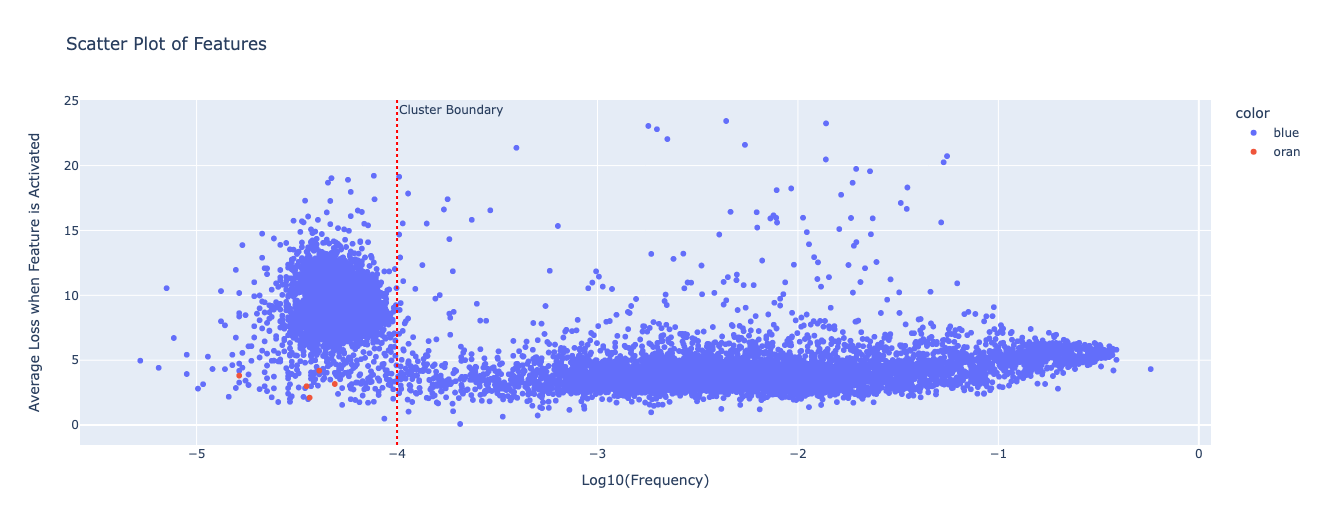 Scatter Plot of Features
Average Loss when Feature is Activated
25
20
15
10
5
0
Cluster Boundary
−5
−4
−3
−2
−1
0
Log10(Frequency)
color
blue
oran